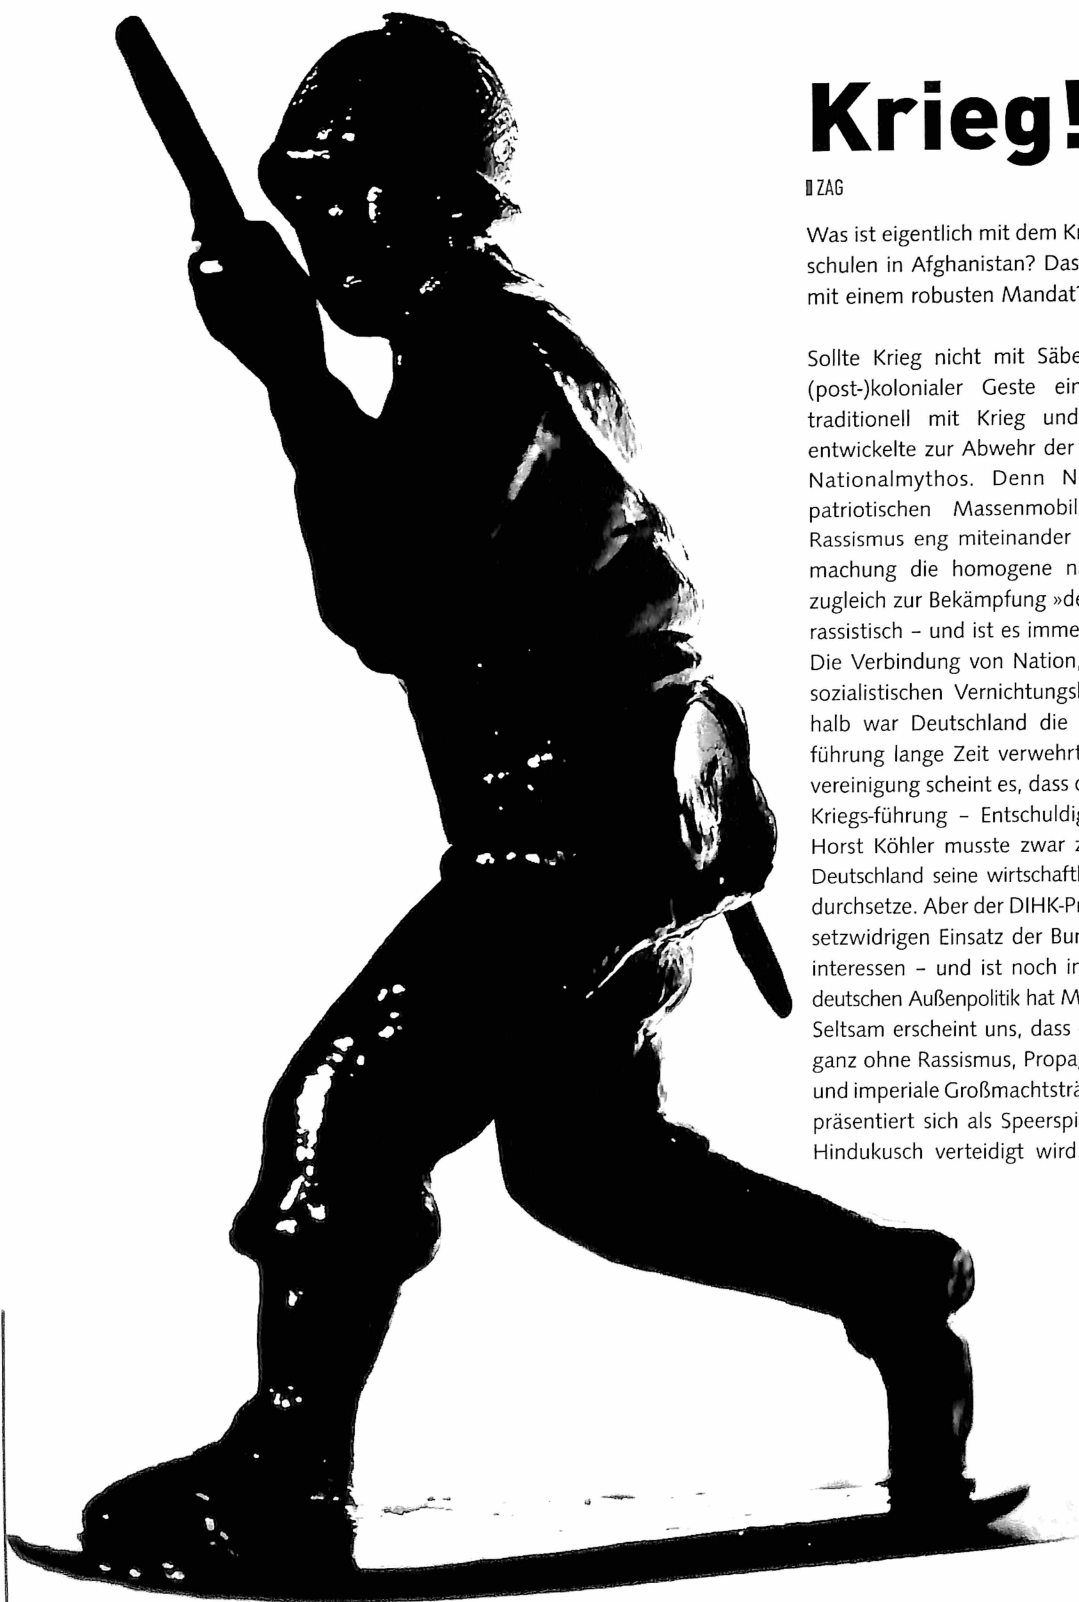 Krieg!
ZAG
Was ist eigentlich mit dem Kr
schulen in Afghanistan? Das
mit einem robusten Mandat?
Sollte Krieg nicht mit Säbe
(post-)kolonialer Geste ein
traditionell mit Krieg und
entwickelte zur Abwehr der
Nationalmythos. Denn N
patriotischen Massenmobil
Rassismus eng miteinander
machung die homogene na
zugleich zur Bekämpfung »de
rassistisch – und ist es imme
Die Verbindung von Nation,
sozialistischen Vernichtungs
halb war Deutschland die
führung lange Zeit verwehrt
vereinigung scheint es, dass
Kriegs-führung – Entschuldig
Horst Köhler musste zwar z
Deutschland seine wirtschaftl
durchsetze. Aber der DIHK-Pr
setzwidrigen Einsatz der Bur
interessen – und ist noch in
deutschen Außenpolitik hat M
Seltsam erscheint uns, dass
ganz ohne Rassismus, Propa
und imperiale Großmachtsträ
präsentiert sich als Speerspi
Hindukusch verteidigt wird